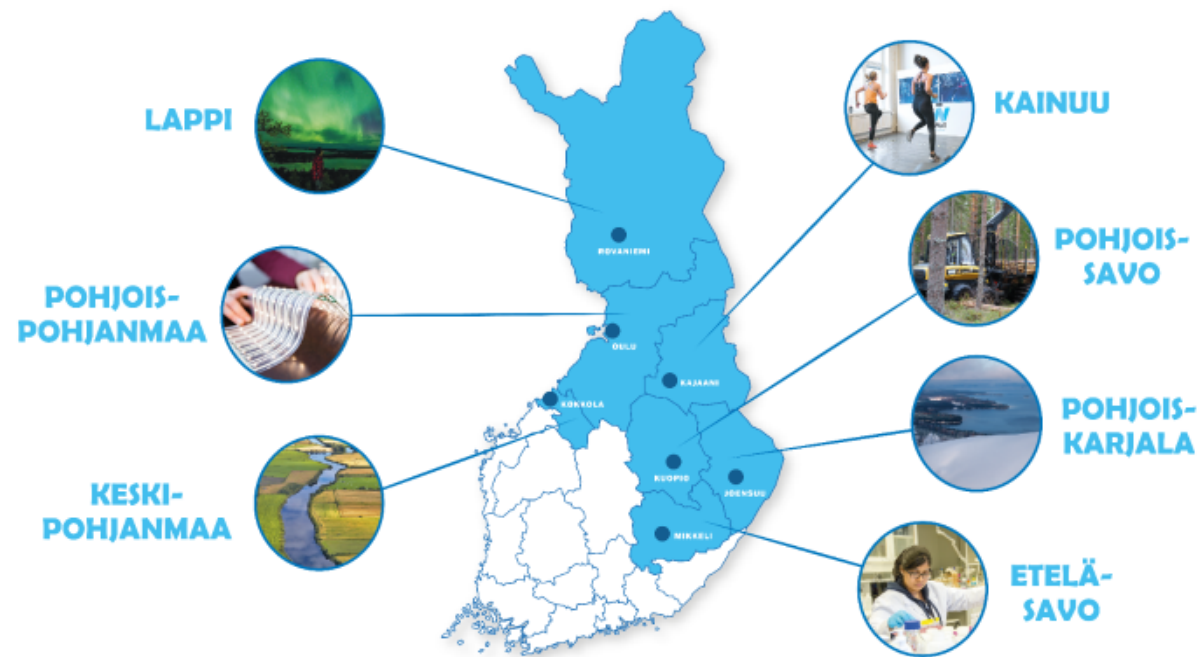 LAPPI
KAINUU
POHJOIS-
SAVO
ROVANIEMI
POHJOIS-
POHJANMAA
OULU
KAJAANI
KOKKOLA
POHJOIS-
KARJALA
KUOPIO
JOENSUU
KESKI-
POHJANMAA
MIKKELI
ETELÄ-
SAVO